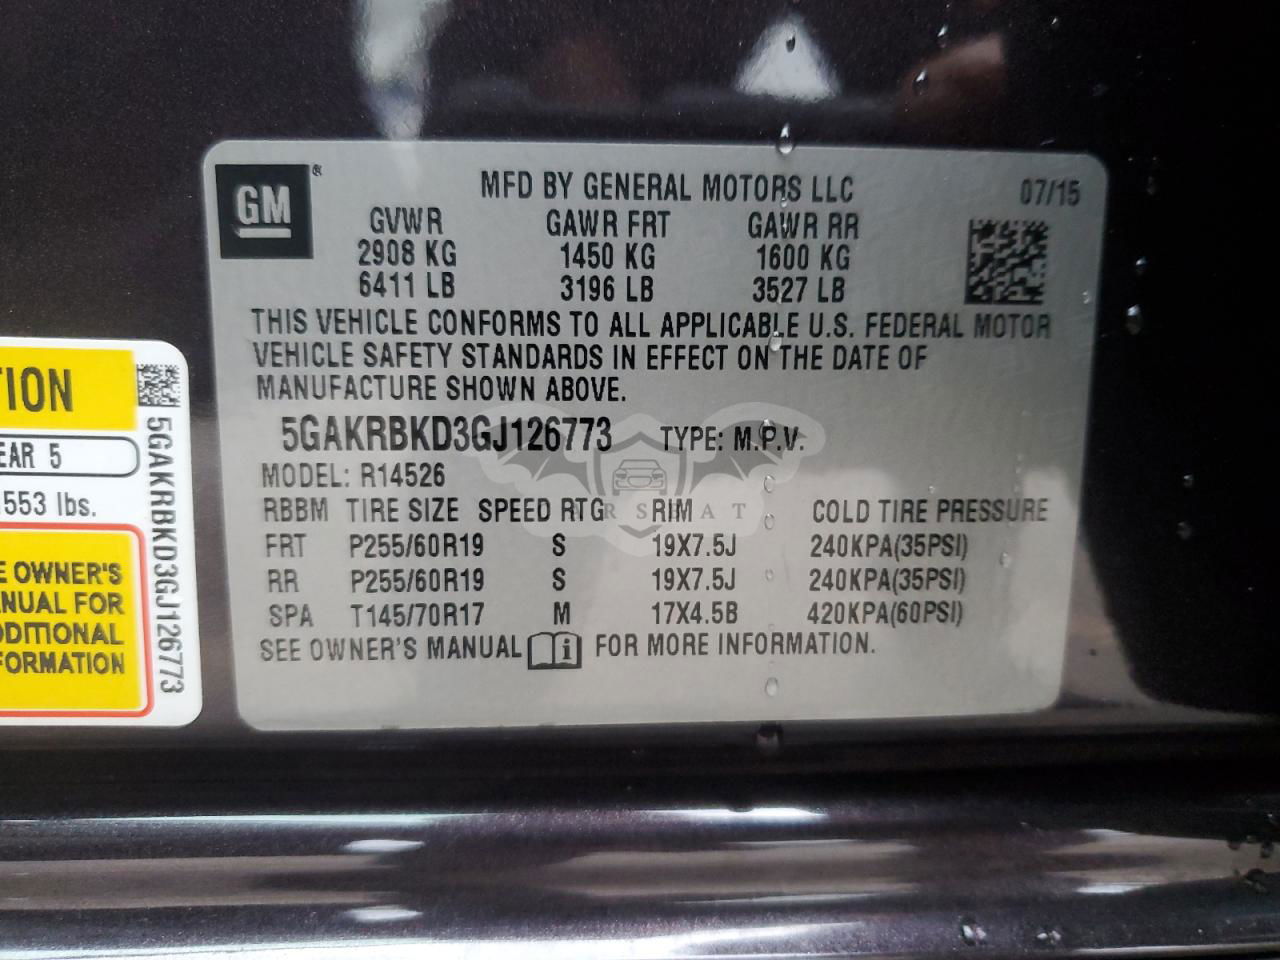 GM ®
MFD BY GENERAL MOTORS LLC 07/15
GVWR GAWR FRT GAWR RR
2908 KG 1450 KG 1600 KG
6411 LB 3196 LB 3527 LB
THIS VEHICLE CONFORMS TO ALL APPLICABLE U.S. FEDERAL MOTOR
VEHICLE SAFETY STANDARDS IN EFFECT ON THE DATE OF
MANUFACTURE SHOWN ABOVE.
5GAKRBKD3GJ126773 TYPE: M.P.V.
MODEL: R14526
RBBM TIRE SIZE SPEED RTG RIM COLD TIRE PRESSURE
FRT P255/60R19 S 19X7.5J 240KPA(35PSI)
RR P255/60R19 S 19X7.5J 240KPA(35PSI)
SPA T145/70R17 M 17X4.5B 420KPA(60PSI)
SEE OWNER'S MANUAL i FOR MORE INFORMATION.
TION
EAR 5
553 lbs.
E OWNER'S
NUAL FOR
DDITIONAL
FORMATION
5GAKRBKD3GJ126773